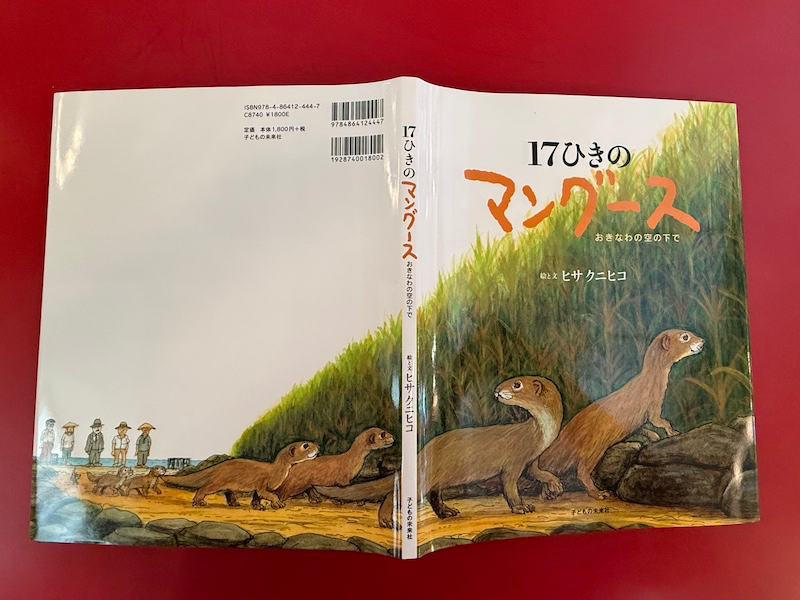 ISBN978-4-86412-444-7
C8740 ¥1800E
定価 本体1,800円+税
子どもの未来社
9784864124447
1928740018002
17ひきのマングース
おきなわの空の下で
絵と文 ヒサ クニヒコ
子どもの未来社
17ひきの
マングース
おきなわの空の下で
絵と文 ヒサ クニヒコ
子どもの未来社